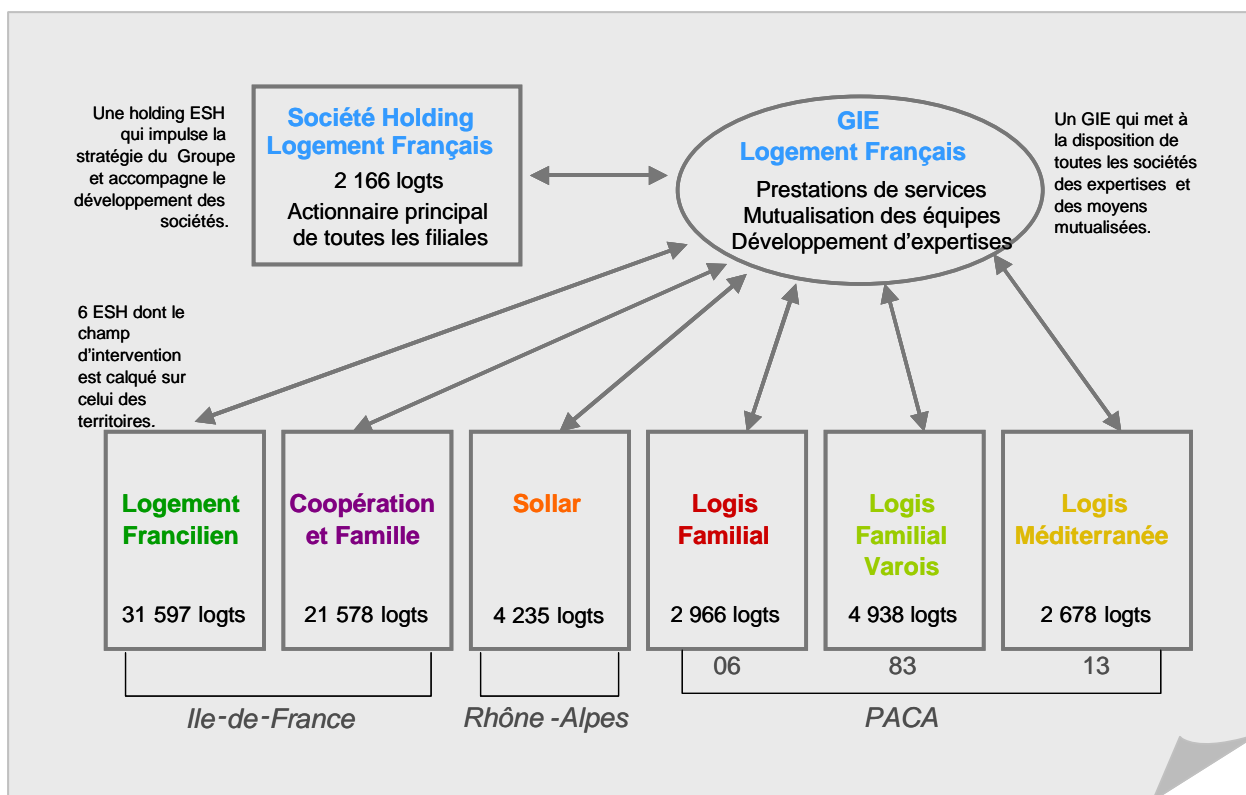 Une holding ESH
qui impulse la
stratégie du Groupe
et accompagne le
développement des
sociétés.
Société Holding
Logement Français
2 166 logts
Actionnaire principal
de toutes les filiales
GIE
Logement Français
Prestations de services
Mutualisation des équipes
Développement d'expertises
Un GIE qui met à
la disposition de
toutes les sociétés
des expertises et
des moyens
mutualisées.
6 ESH dont le
champ
d'intervention
est calqué sur
celui des
territoires.
Logement
Francilien
31 597 logts
Coopération
et Famille
21 578 logts
Sollar
4 235 logts
Logis
Familial
2 966 logts
Logis
Familial
Varois
4 938 logts
Logis
Méditerranée
2 678 logts
06
83
13
Ile-de-France
Rhône -Alpes
PACA